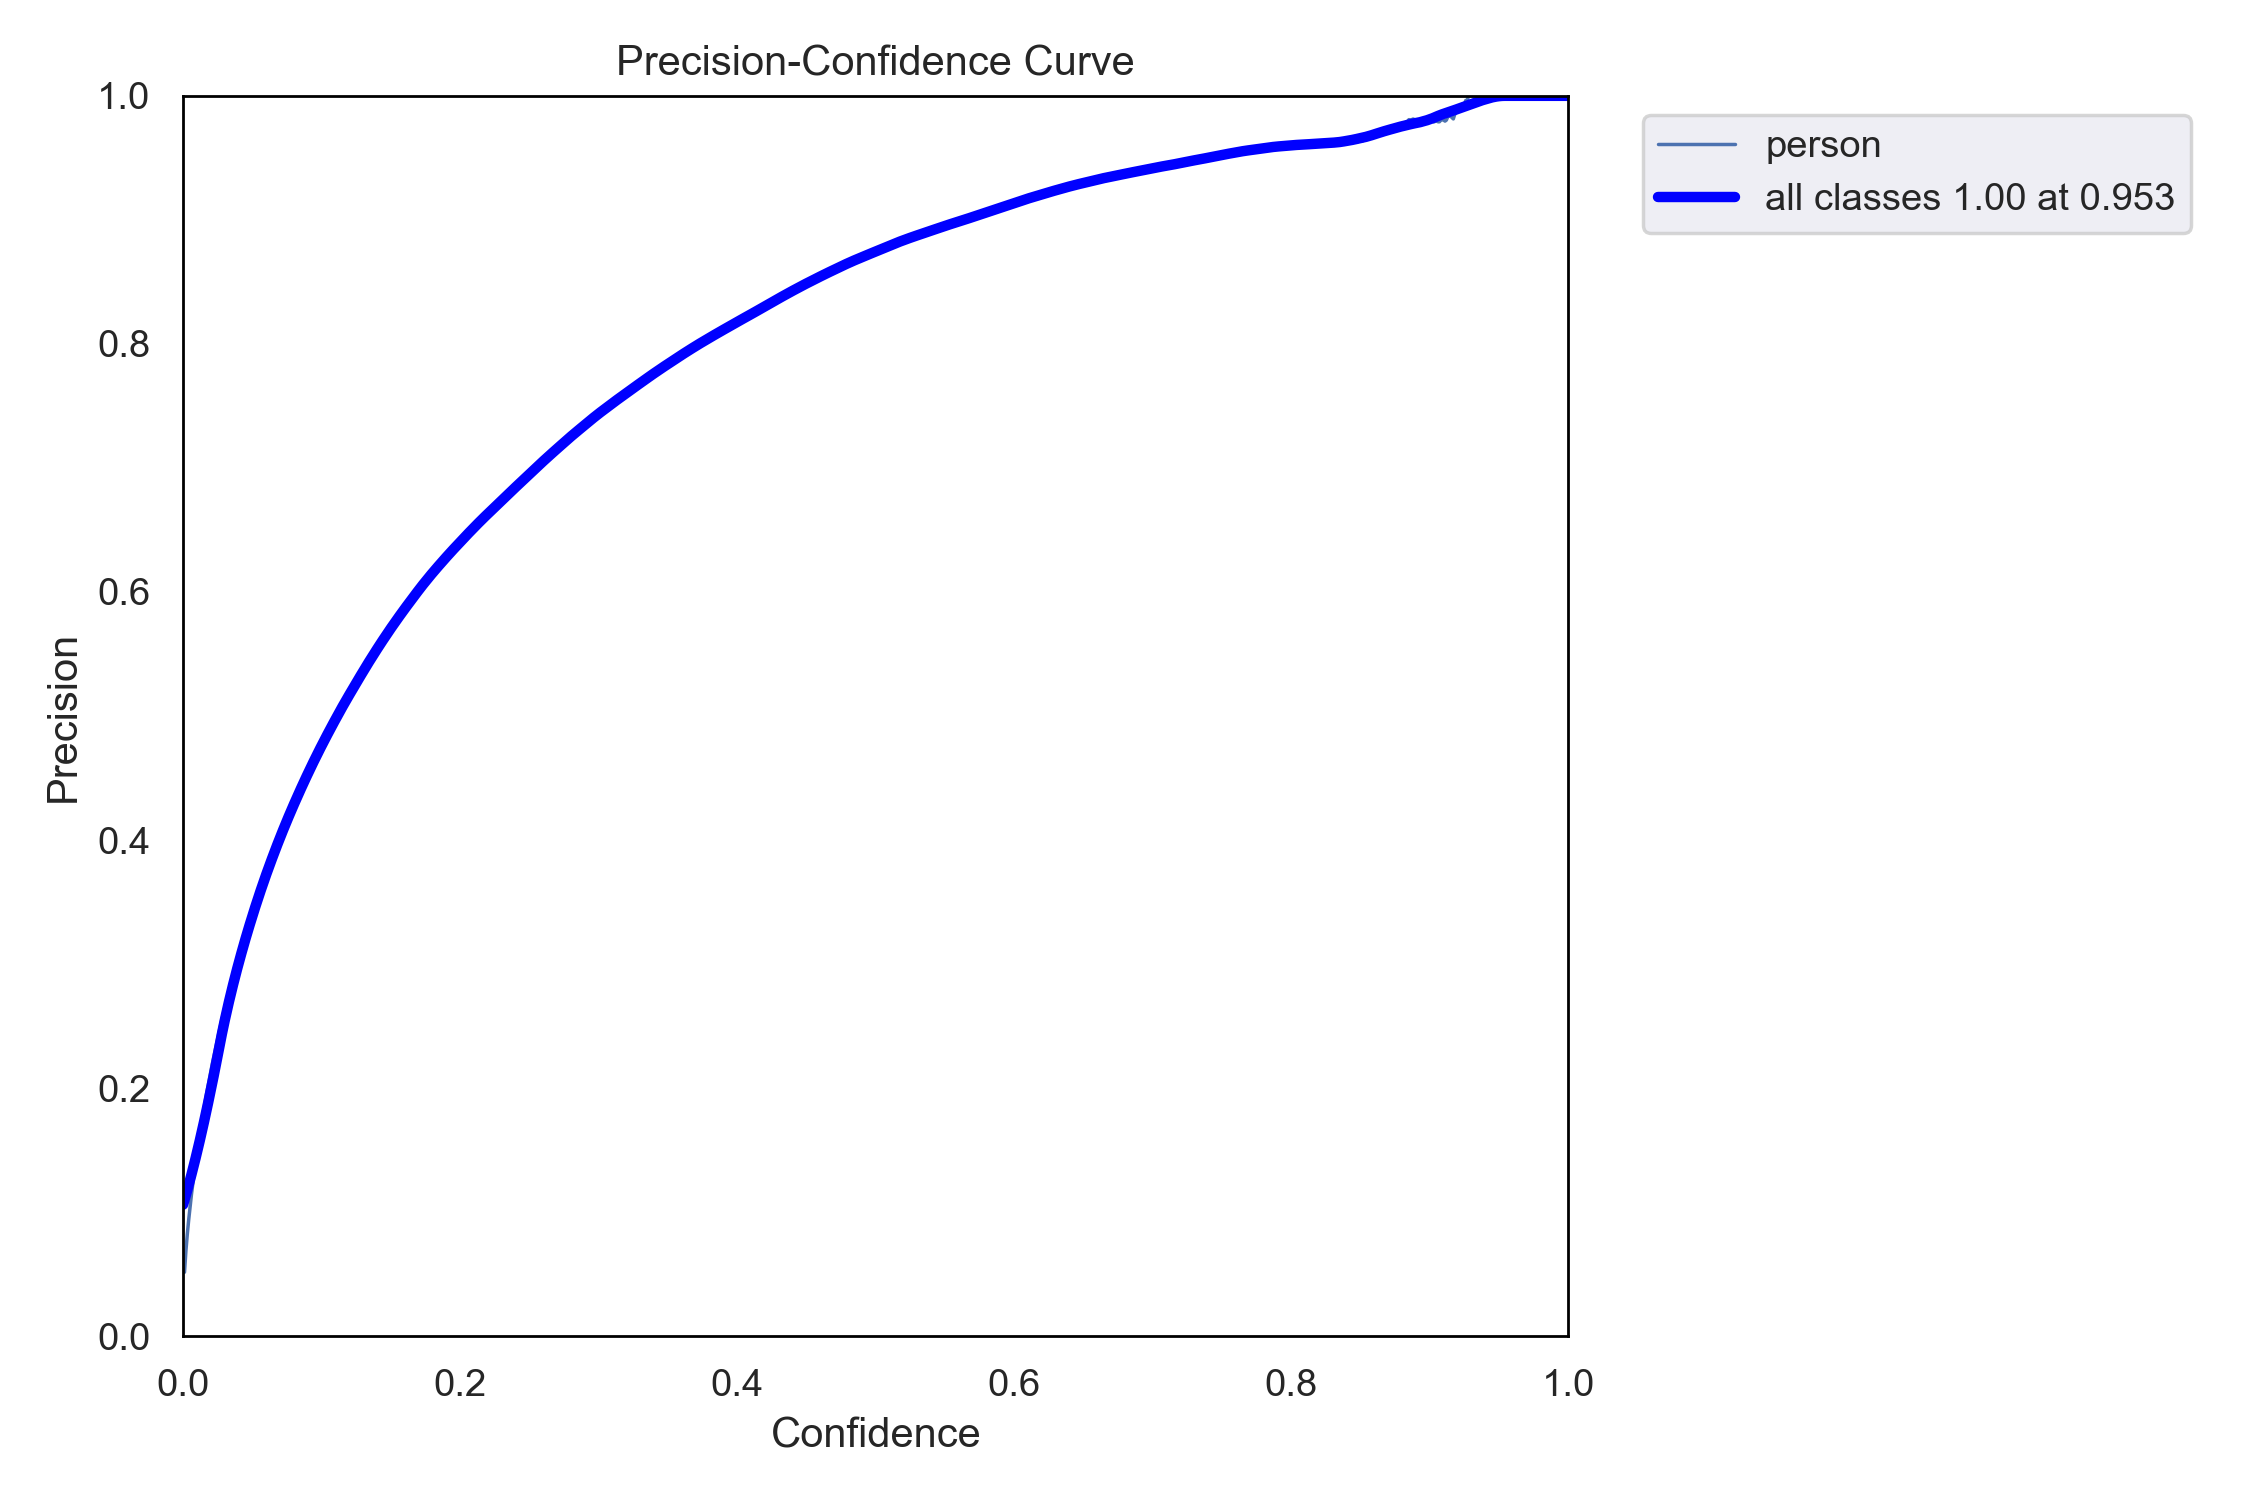 Precision-Confidence Curve
1.0
0.8
0.6
0.4
0.2
0.0
Precision
0.0 0.2 0.4 0.6 0.8 1.0
Confidence
person
all classes 1.00 at 0.953